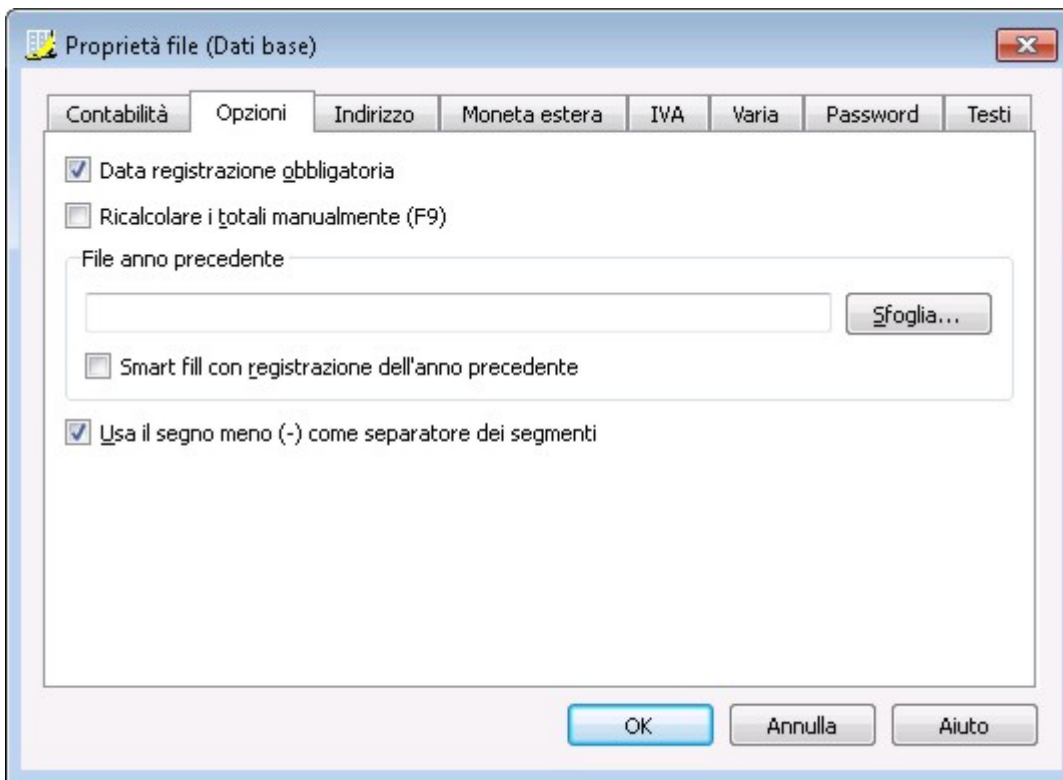 Proprietà file (Dati base)
Contabilità Opzioni Indirizzo Moneta estera IVA Varia Password Testi
Data registrazione obbligatoria
Ricalcolare i totali manualmente (F9)
File anno precedente
Sfoglia...
Smart fill con registrazione dell'anno precedente
Usa il segno meno (-) come separatore dei segmenti
OK Annulla Aiuto